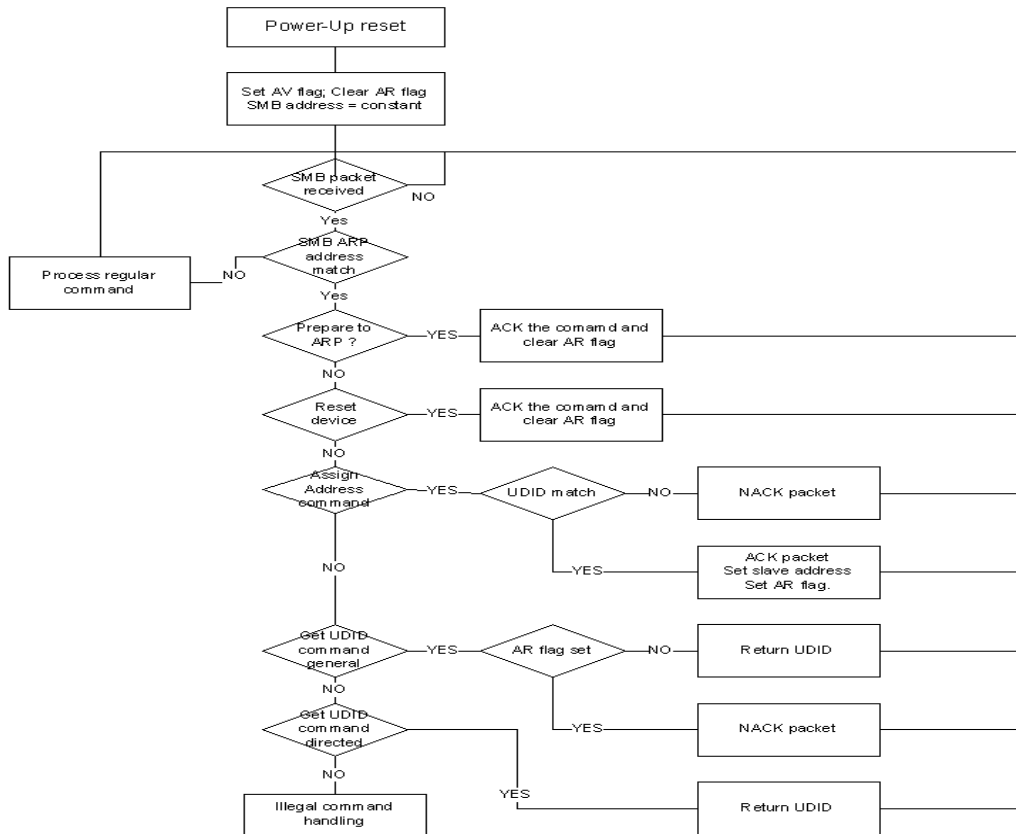 Power-Up reset
Set AV flag; Clear AR flag
SMB address = constant
SMB packet
received
NO
Yes
SMB ARP
address
match
NO
Process regular
command
Yes
Prepare to
ARP ?
YES
ACK the comamd and
clear AR flag
NO
Reset
device
YES
ACK the comamd and
clear AR flag
NO
Assign
Address
command
YES
UDID match
NO
NACK packet
YES
ACK packet
Set slave address
Set AR flag.
NO
Get UDID
command
general
YES
AR flag set
NO
Return UDID
NO
YES
NACK packet
Get UDID
command
directed
NO
YES
Return UDID
Illegal command
handling